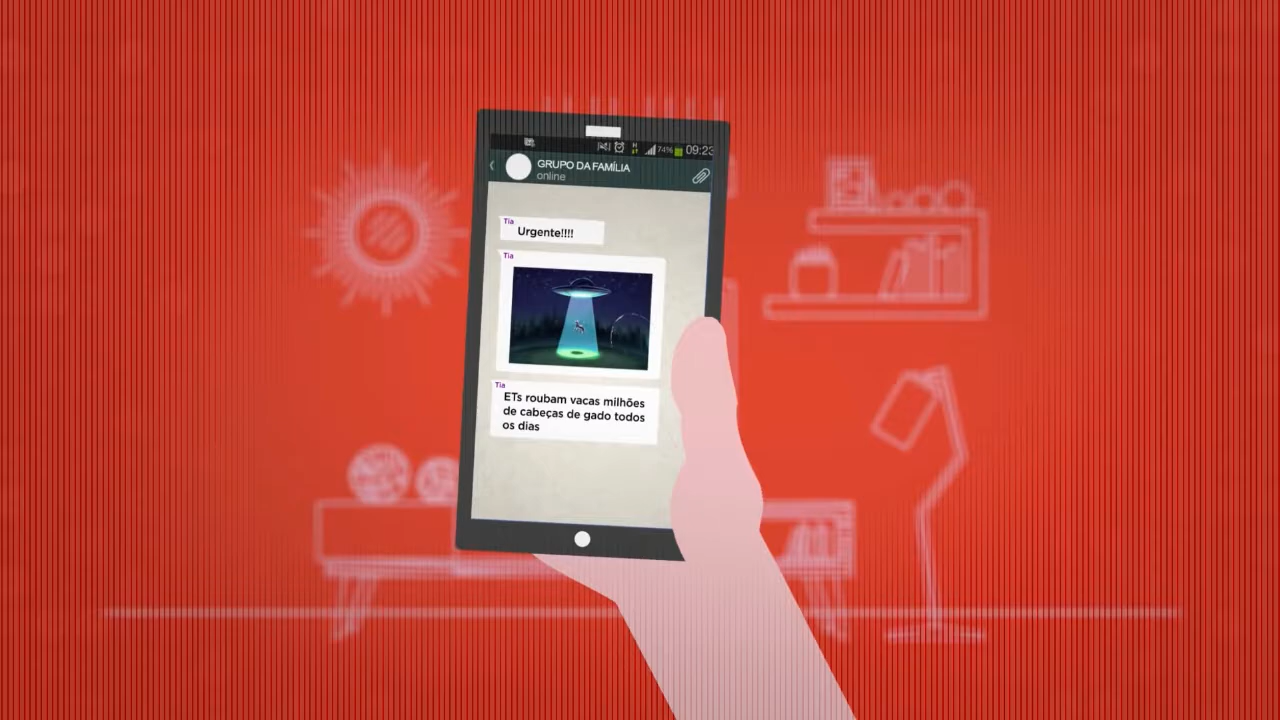 74% 09:23
GRUPO DA FAMÍLIA
online
Tia
Urgente!!!!
Tia
Tia
ETs roubam vacas milhões
de cabeças de gado todos
os dias